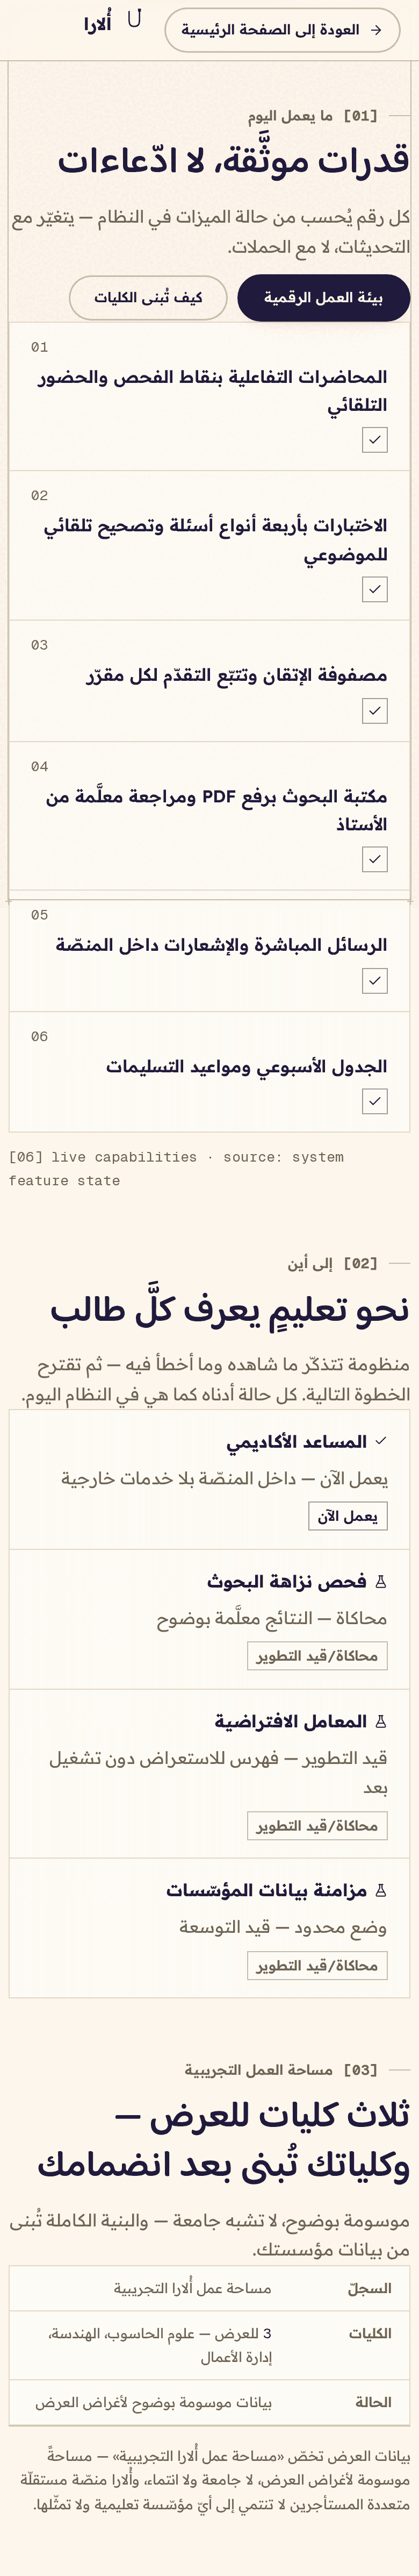 العودة إلى الصفحة الرئيسية
ألارا
[01] ما يعمل اليوم
قدرات موثَّقة، لا ادّعاءات
كل رقم يُحسب من حالة الميزات في النظام — يتغيّر مع
التحديثات، لا مع الحملات.
بيئة العمل الرقمية
كيف تُبنى الكليات
01
المحاضرات التفاعلية بنقاط الفحص والحضور
التلقائي
02
الاختبارات بأربعة أنواع أسئلة وتصحيح تلقائي
للموضوعي
03
مصفوفة الإتقان وتتبّع التقدّم لكل مقرّر
04
مكتبة البحوث برفع PDF ومراجعة معلَّمة من
الأستاذ
05
الرسائل المباشرة والإشعارات داخل المنصّة
06
الجدول الأسبوعي ومواعيد التسليمات
[06] live capabilities · source: system
feature state
[02] إلى أين
نحو تعليمٍ يعرف كلَّ طالب
منظومة تتذكّر ما شاهده وما أخطأ فيه — ثم تقترح
الخطوة التالية. كل حالة أدناه كما هي في النظام اليوم.
المساعد الأكاديمي
يعمل الآن — داخل المنصّة بلا خدمات خارجية
يعمل الآن
فحص نزاهة البحوث
محاكاة — النتائج معلَّمة بوضوح
محاكاة/قيد التطوير
المعامل الافتراضية
قيد التطوير — فهرس للاستعراض دون تشغيل
بعد
محاكاة/قيد التطوير
مزامنة بيانات المؤسّسات
وضع محدود — قيد التوسعة
محاكاة/قيد التطوير
[03] مساحة العمل التجريبية
ثلاث كليات للعرض —
وكلياتك تُبنى بعد انضمامك
موسومة بوضوح، لا تشبه جامعة — والبنية الكاملة تُبنى
من بيانات مؤسستك.
السجلّ مساحة عمل ألارا التجريبية
الكليات 3 للعرض — علوم الحاسوب، الهندسة،
إدارة الأعمال
الحالة بيانات موسومة بوضوح لأغراض العرض
بيانات العرض تخصّ «مساحة عمل ألارا التجريبية» — مساحةٌ
موسومة لأغراض العرض، لا جامعة ولا انتماء، وألارا منصّة مستقلّة
متعددة المستأجرين لا تنتمي إلى أيّ مؤسّسة تعليمية ولا تمثّلها.